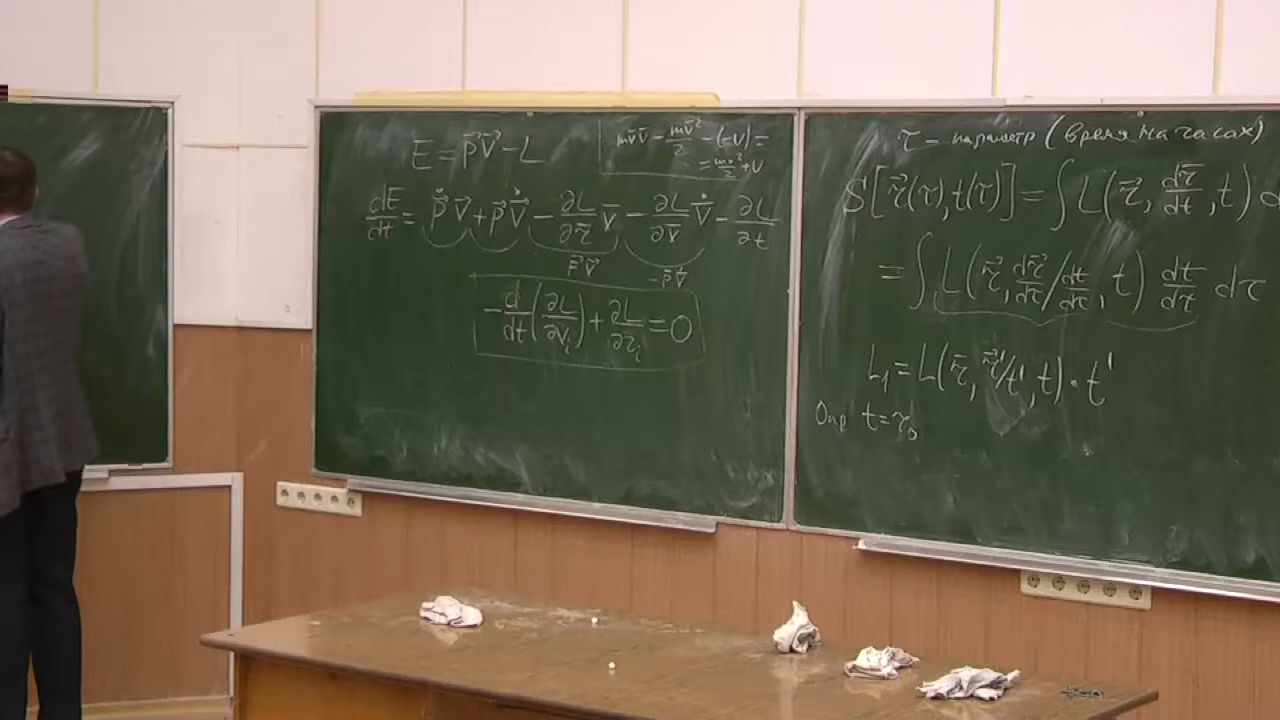 E = p⃗v⃗ − L
mv̄v̄ − mv̄²/2 − (−U) =
= mv²/2 + U
dE/dt = ṗ⃗ v⃗ + p⃗ v̇⃗ − ∂L/∂r̄ v̄ − ∂L/∂v̄ v̇̄ − ∂L/∂t
F⃗v⃗
−p̄v̇̄
−d/dt(∂L/∂vᵢ) + ∂L/∂rᵢ = 0
τ – параметр (время на часах)
S[r⃗(τ), t(τ)] = ∫L(r⃗, dr̄/dt, t) d
= ∫L(r⃗, dr⃗/dτ / dt/dτ, t) dt/dτ dτ
L₁ = L(r̄, r⃗'/t', t)·t'
Опр t = r₀